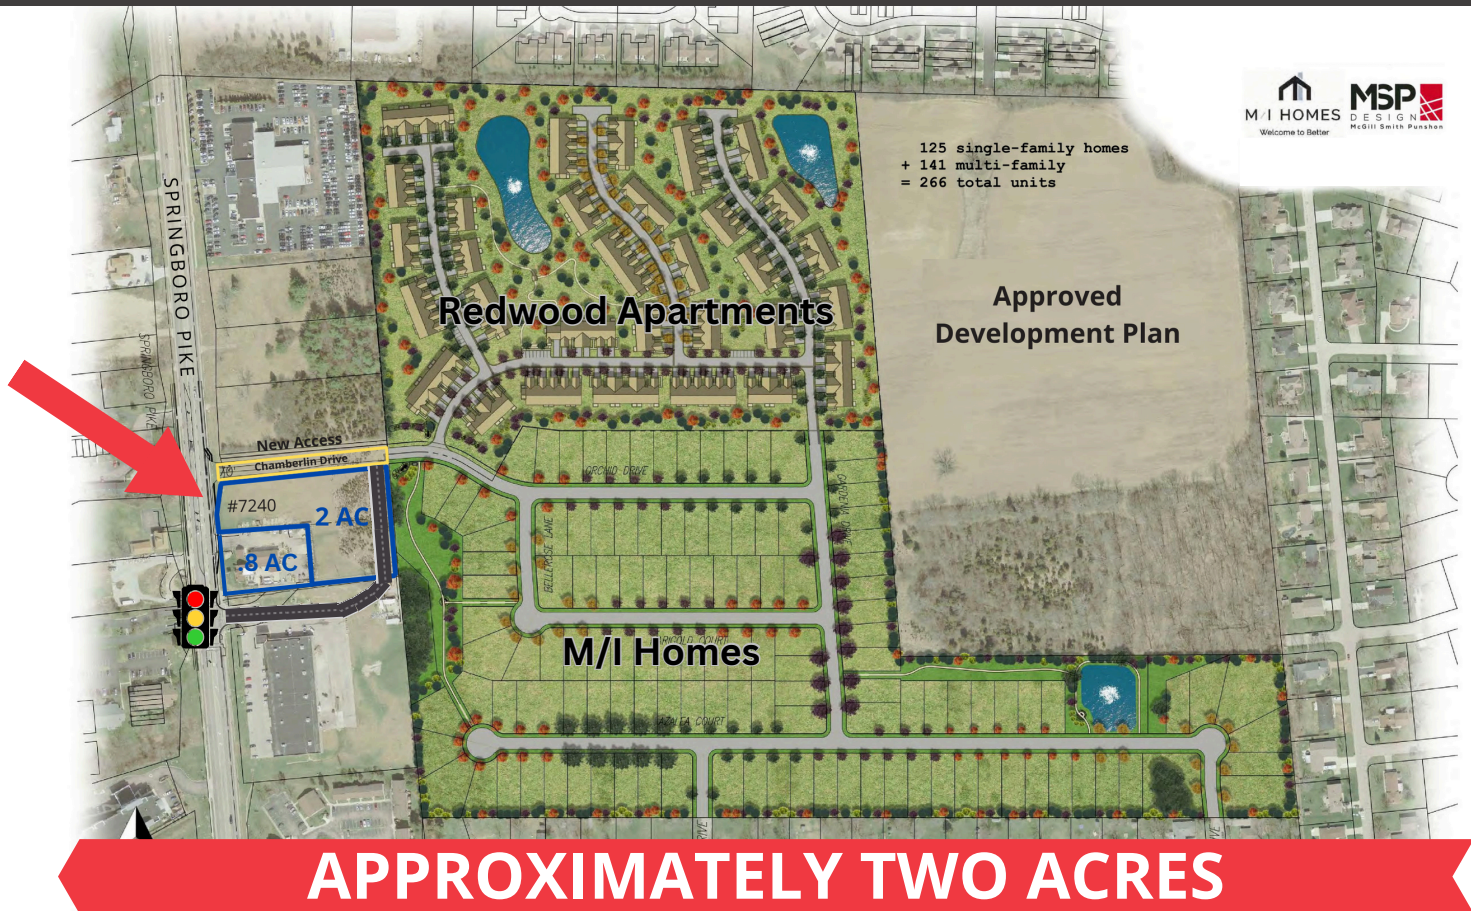 M/I HOMES
Welcome to Better
MSP
DESIGN
McGill Smith Punshon
125 single-family homes
+ 141 multi-family
= 266 total units
SPRINGBORO PIKE
SPRINGBORO PIKE
Redwood Apartments
Approved
Development Plan
New Access
Chamberlin Drive
#7240
2 AC
.8 AC
ORCHID DRIVE
BELLEROSE LANE
M/I Homes
AZALEA COURT
DRIVE
APPROXIMATELY TWO ACRES